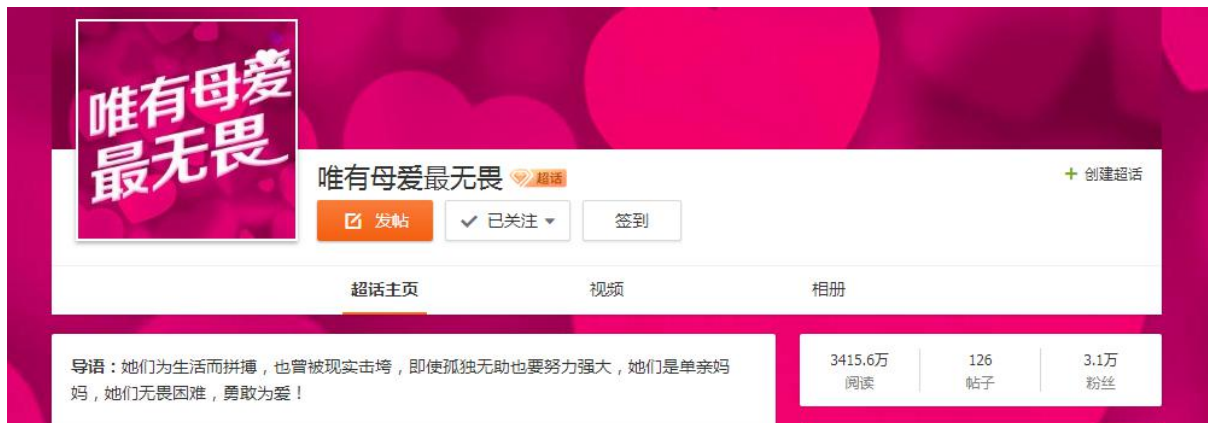 唯有母爱
最无畏
唯有母爱最无畏 超话
+ 创建超话
发帖 已关注 签到
超话主页 视频 相册
导语：她们为生活而拼搏，也曾被现实击垮，即使孤独无助也要努力强大，她们是单亲妈
妈，她们无畏困难，勇敢为爱！
3415.6万 126 3.1万
阅读 帖子 粉丝